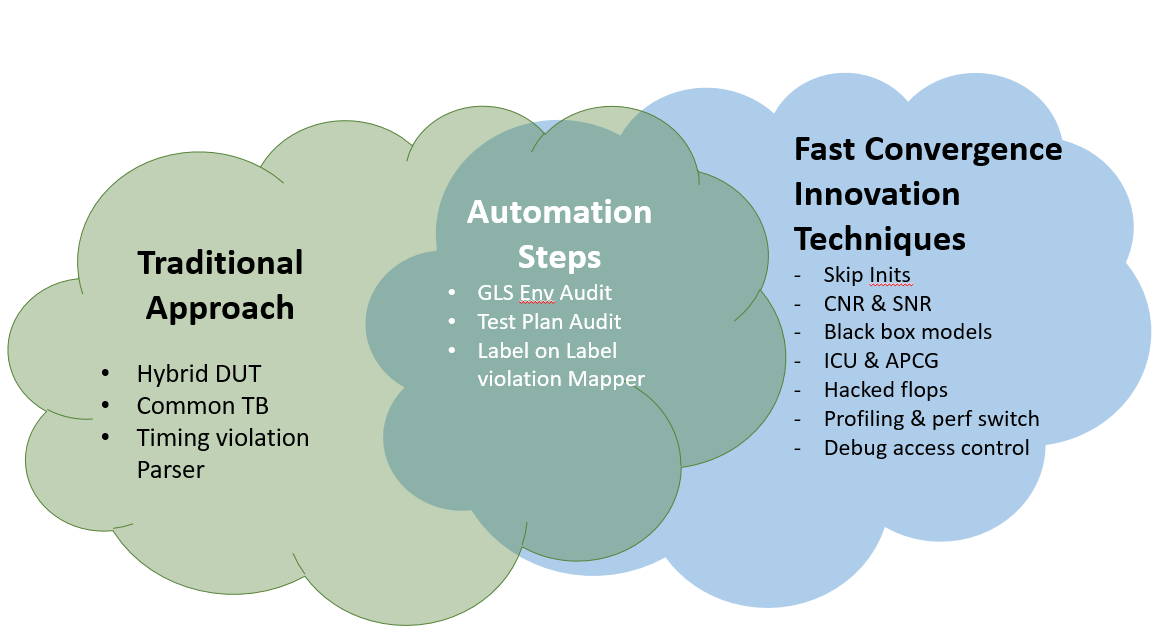 Traditional
Approach
• Hybrid DUT
• Common TB
• Timing violation
Parser
Automation
Steps
• GLS Env Audit
• Test Plan Audit
• Label on Label
violation Mapper
Fast Convergence
Innovation
Techniques
- Skip Inits
- CNR & SNR
- Black box models
- ICU & APCG
- Hacked flops
- Profiling & perf switch
- Debug access control